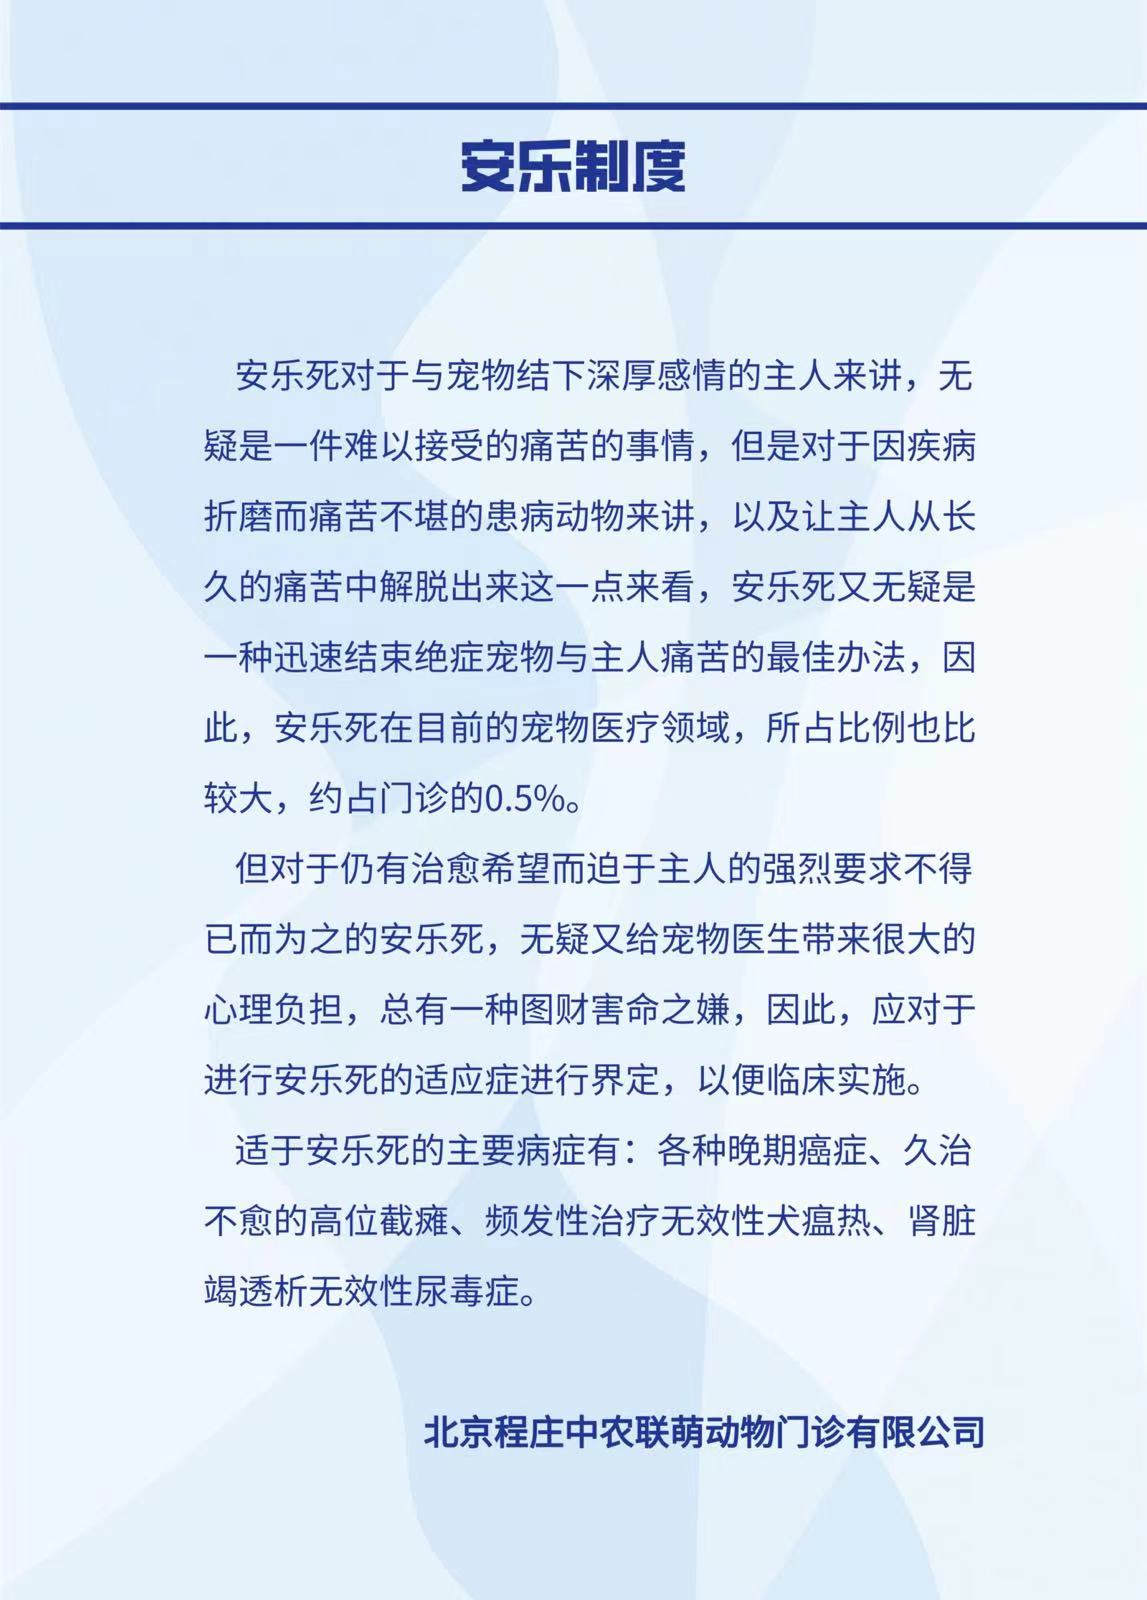 安乐制度
安乐死对于与宠物结下深厚感情的主人来讲，无
疑是一件难以接受的痛苦的事情，但是对于因疾病
折磨而痛苦不堪的患病动物来讲，以及让主人从长
久的痛苦中解脱出来这一点来看，安乐死又无疑是
一种迅速结束绝症宠物与主人痛苦的最佳办法，因
此，安乐死在目前的宠物医疗领域，所占比例也比
较大，约占门诊的0.5%。
但对于仍有治愈希望而迫于主人的强烈要求不得
已而为之的安乐死，无疑又给宠物医生带来很大的
心理负担，总有一种图财害命之嫌，因此，应对于
进行安乐死的适应症进行界定，以便临床实施。
适于安乐死的主要病症有：各种晚期癌症、久治
不愈的高位截瘫、频发性治疗无效性犬瘟热、肾脏
竭透析无效性尿毒症。
北京程庄中农联萌动物门诊有限公司